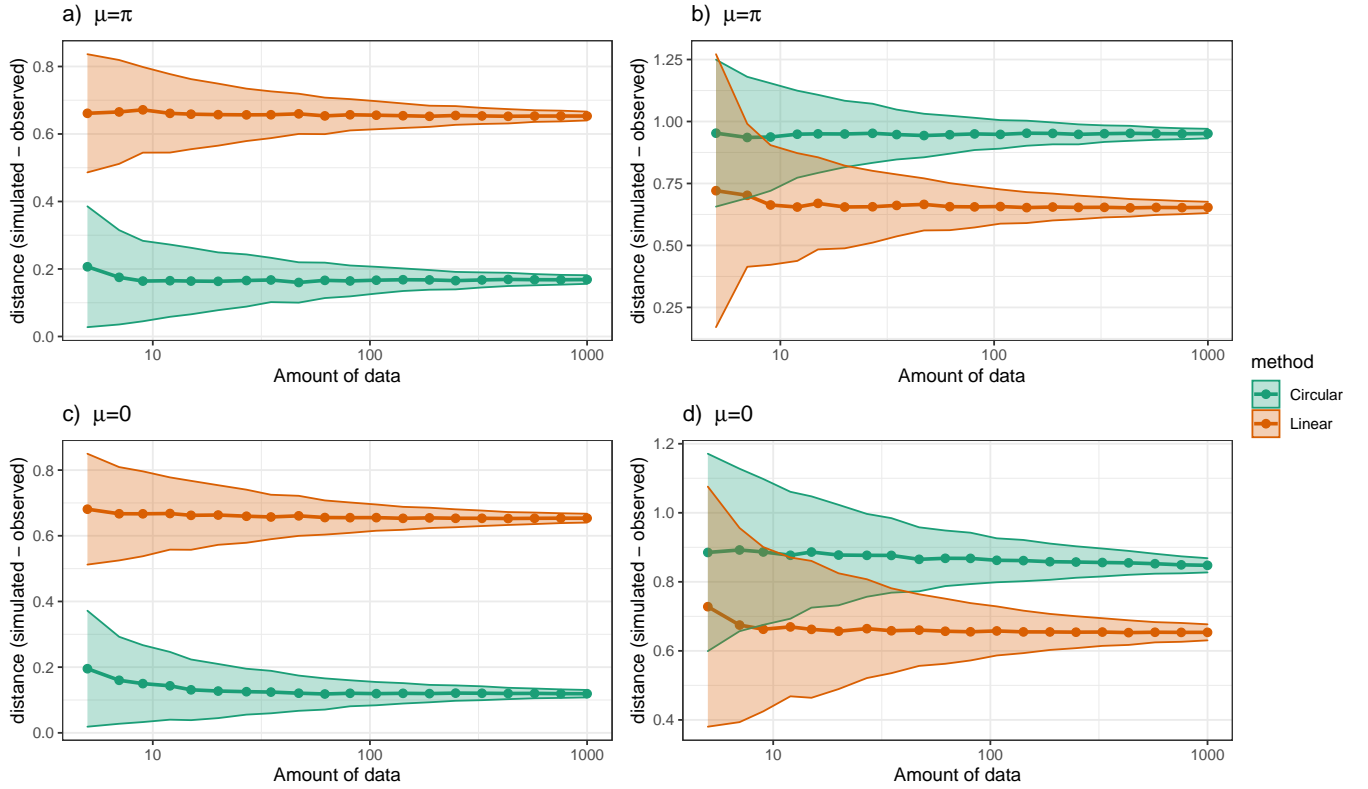 a) μ=π
distance (simulated − observed)
0.8
0.6
0.4
0.2
0.0
10
100
1000
Amount of data
b) μ=π
distance (simulated − observed)
1.25
1.00
0.75
0.50
0.25
10
100
1000
Amount of data
c) μ=0
distance (simulated − observed)
0.8
0.6
0.4
0.2
0.0
10
100
1000
Amount of data
d) μ=0
distance (simulated − observed)
1.2
1.0
0.8
0.6
0.4
10
100
1000
Amount of data
method
Circular
Linear